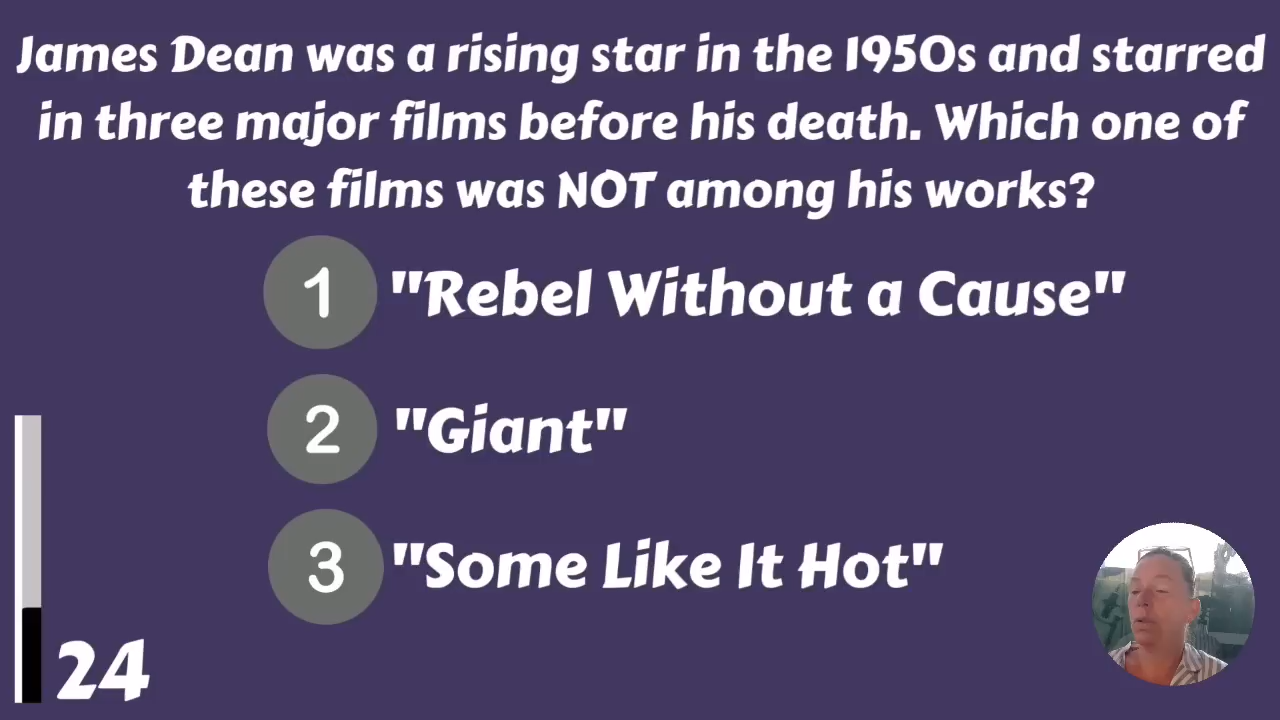 James Dean was a rising star in the 1950s and starred
in three major films before his death. Which one of
these films was NOT among his works?
1 "Rebel Without a Cause"
2 "Giant"
3 "Some Like It Hot"
24